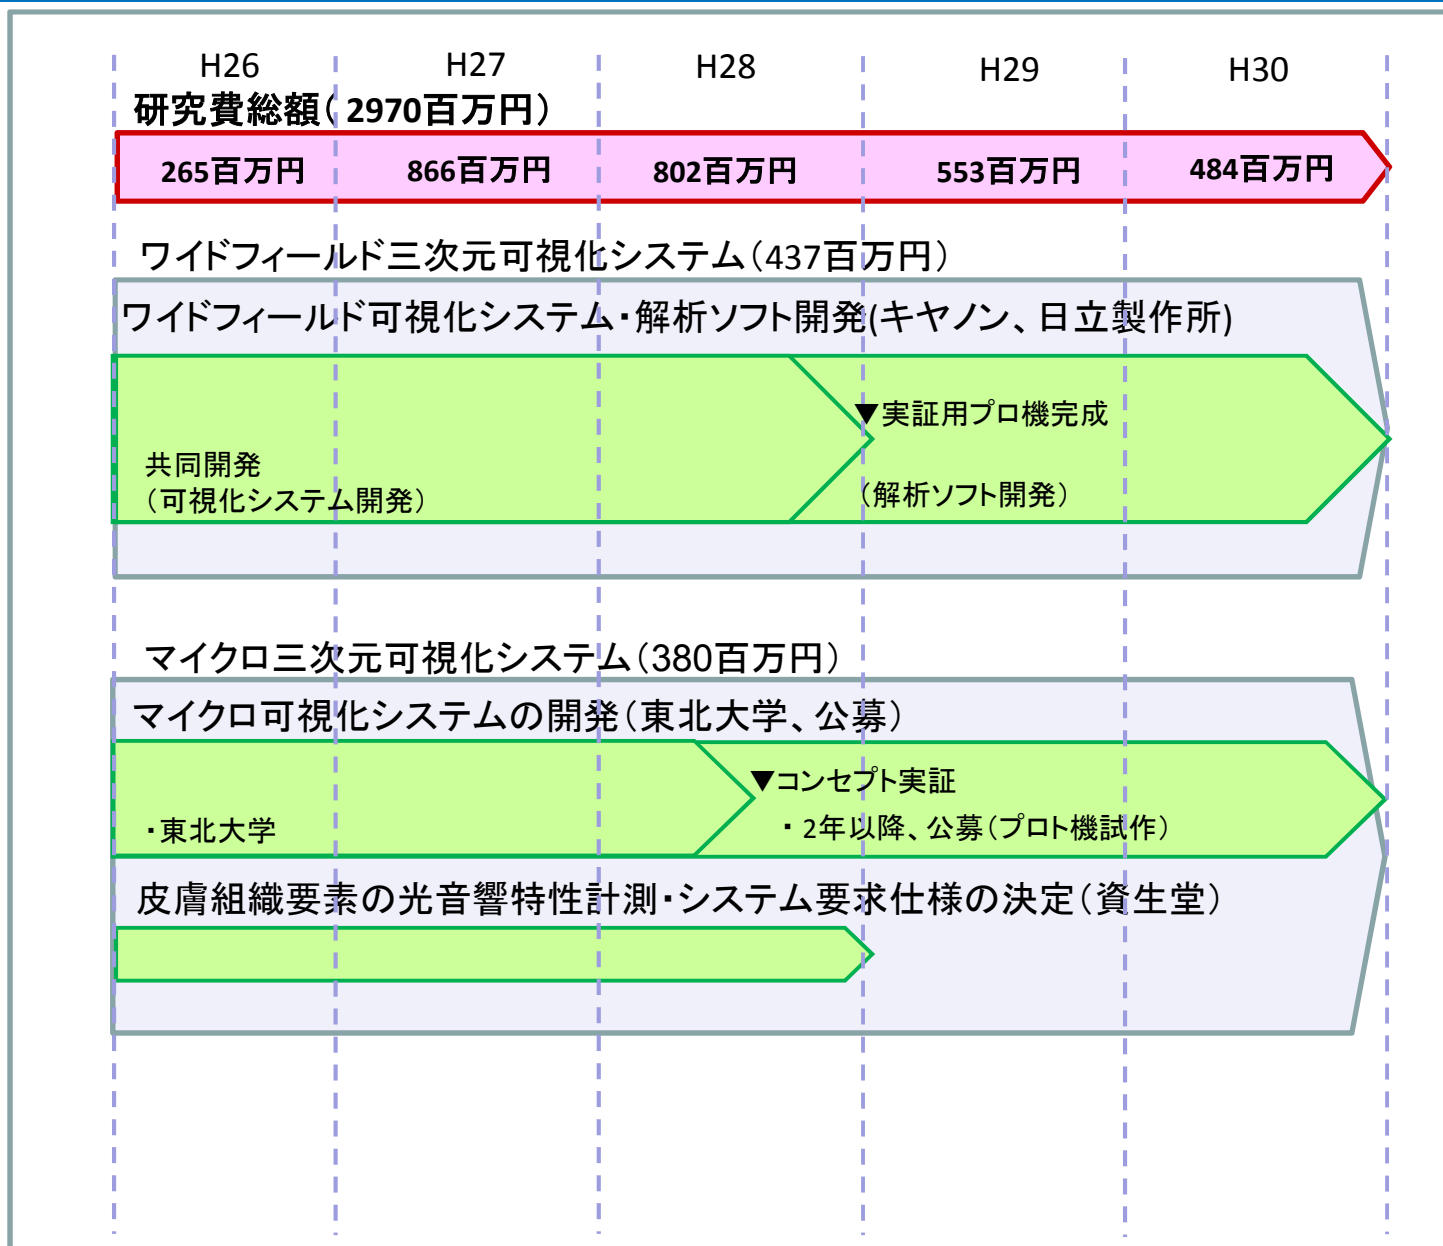 H26 H27 H28 H29 H30
研究費総額(2970百万円)
265百万円 866百万円 802百万円 553百万円 484百万円
ワイドフィールド三次元可視化システム(437百万円)
ワイドフィールド可視化システム・解析ソフト開発(キヤノン、日立製作所)
▼実証用プロ機完成
共同開発
(可視化システム開発)
(解析ソフト開発)
マイクロ三次元可視化システム(380百万円)
マイクロ可視化システムの開発(東北大学、公募)
▼コンセプト実証
・東北大学
・2年以降、公募(プロト機試作)
皮膚組織要素の光音響特性計測・システム要求仕様の決定(資生堂)